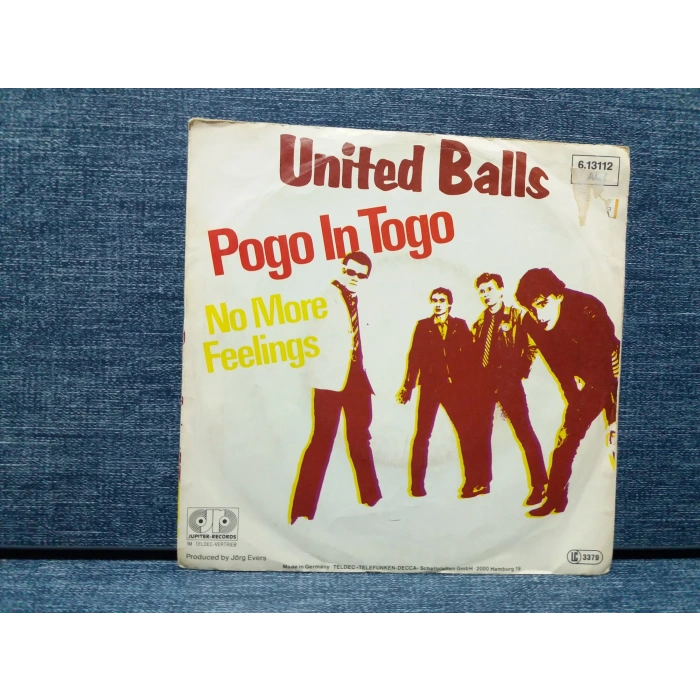 United Balls
6.13112
Pogo In Togo
No More
Feelings
JUPITER-RECORDS
IM TELDEC-VERTRIEB
Produced by Jörg Evers
Made in Germany TELDEC »TELEFUNKEN-DECCA« Schallplatten GmbH 2000 Hamburg 19
LC 3379